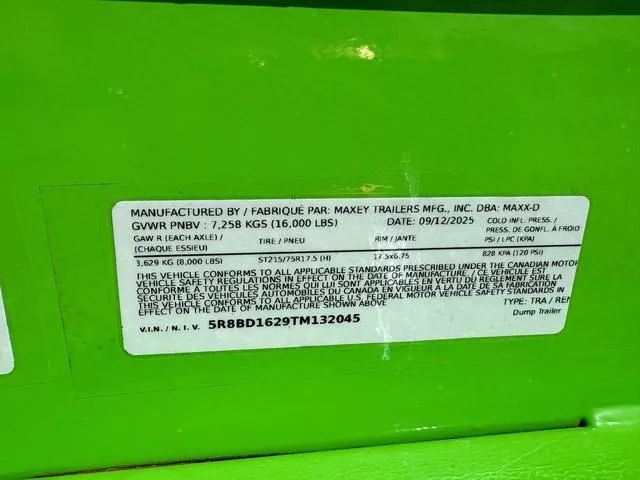 MANUFACTURED BY / FABRIQUÉ PAR: MAXEY TRAILERS MFG., INC. DBA: MAXX-D
GVWR PNBV : 7,258 KGS (16,000 LBS) DATE: 09/12/2025 COLD INFL. PRESS. /
PRESS. DE GONFL. À FROID
GAW R (EACH AXLE) / TIRE / PNEU RIM / JANTE PSI / LPC (KPA)
(CHAQUE ESSIEU)
3,629 KG (8,000 LBS) ST215/75R17.5 (H) 17.5x6.75 828 KPA (120 PSI)
THIS VEHICLE CONFORMS TO ALL APPLICABLE STANDARDS PRESCRIBED UNDER THE CANADIAN MOTOR
VEHICLE SAFETY REGULATIONS IN EFFECT ON THE DATE OF MANUFACTURE / CE VÉHICULE EST
CONFORME À TOUTES LES NORMES QUI LUI SONT APPLICABLES EN VERTU DU RÈGLEMENT SUR LA
SÉCURITÉ DES VÉHICULES AUTOMOBILES DU CANADA EN VIGUEUR À LA DATE DE SA FABRICATION
THIS VEHICLE CONFORMS TO ALL APPLICABLE U.S. FEDERAL MOTOR VEHICLE SAFETY STANDARDS IN
EFFECT ON THE DATE OF MANUFACTURE SHOWN ABOVE
TYPE: TRA / REM
V.I.N. / N. I. V. 5R8BD1629TM132045 Dump Trailer